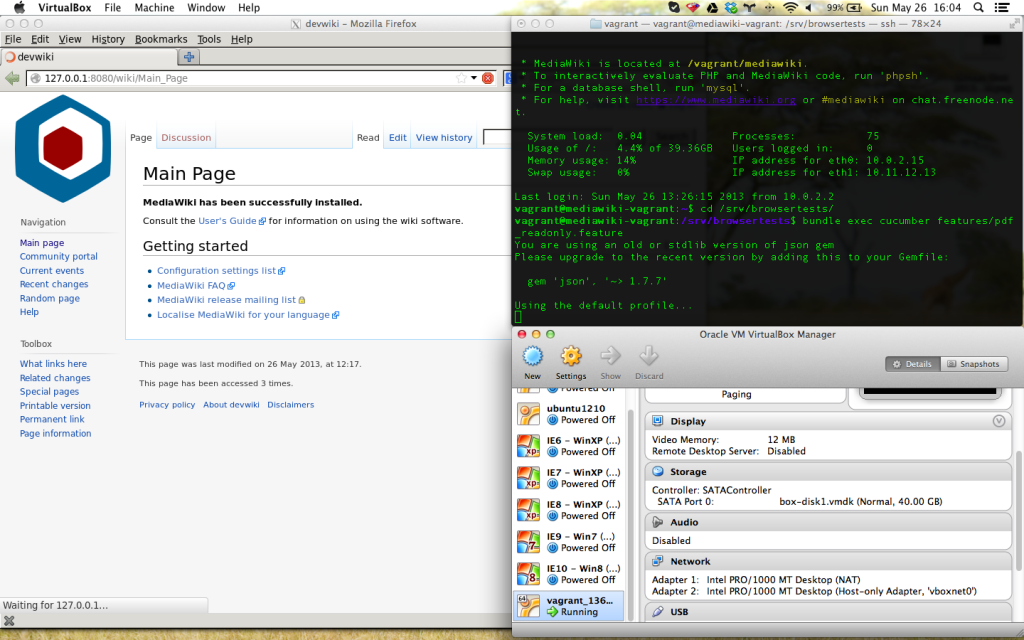 VirtualBox File Machine Window Help
99% Sun May 26 16:04
devwiki – Mozilla Firefox
File Edit View History Bookmarks Tools Help
devwiki
127.0.0.1:8080/wiki/Main_Page
Page Discussion Read Edit View history
Main Page
MediaWiki has been successfully installed.
Consult the User's Guide for information on using the wiki software.
Getting started
Configuration settings list
MediaWiki FAQ
MediaWiki release mailing list
Localise MediaWiki for your language
Navigation
Main page
Community portal
Current events
Recent changes
Random page
Help
Toolbox
What links here
Related changes
Special pages
Printable version
Permanent link
Page information
This page was last modified on 26 May 2013, at 12:17.
This page has been accessed 3 times.
Privacy policy About devwiki Disclaimers
Waiting for 127.0.0.1...
vagrant — vagrant@mediawiki-vagrant: /srv/browsertests — ssh — 78×24
* MediaWiki is located at /vagrant/mediawiki.
* To interactively evaluate PHP and MediaWiki code, run 'phpsh'.
* For a database shell, run 'mysql'.
* For help, visit https://www.mediawiki.org or #mediawiki on chat.freenode.ne
t.
System load: 0.04 Processes: 75
Usage of /: 4.4% of 39.36GB Users logged in: 0
Memory usage: 14% IP address for eth0: 10.0.2.15
Swap usage: 0% IP address for eth1: 10.11.12.13
Last login: Sun May 26 13:26:15 2013 from 10.0.2.2
vagrant@mediawiki-vagrant:~$ cd /srv/browsertests/
vagrant@mediawiki-vagrant:/srv/browsertests$ bundle exec cucumber features/pdf
_readonly.feature
You are using an old or stdlib version of json gem
Please upgrade to the recent version by adding this to your Gemfile:
gem 'json', '~> 1.7.7'
Using the default profile...
Oracle VM VirtualBox Manager
New Settings Show Discard Details Snapshots
Powered Off
ubuntu1210
Powered Off
IE6 – WinXP (...)
Powered Off
IE7 – WinXP (...)
Powered Off
IE8 – WinXP (...)
Powered Off
IE9 – Win7 (...)
Powered Off
IE10 – Win8 (...)
Powered Off
vagrant_136...
Running
Paging
Display
Video Memory: 12 MB
Remote Desktop Server: Disabled
Storage
Controller: SATAController
SATA Port 0: box-disk1.vmdk (Normal, 40.00 GB)
Audio
Disabled
Network
Adapter 1: Intel PRO/1000 MT Desktop (NAT)
Adapter 2: Intel PRO/1000 MT Desktop (Host-only Adapter, 'vboxnet0')
USB